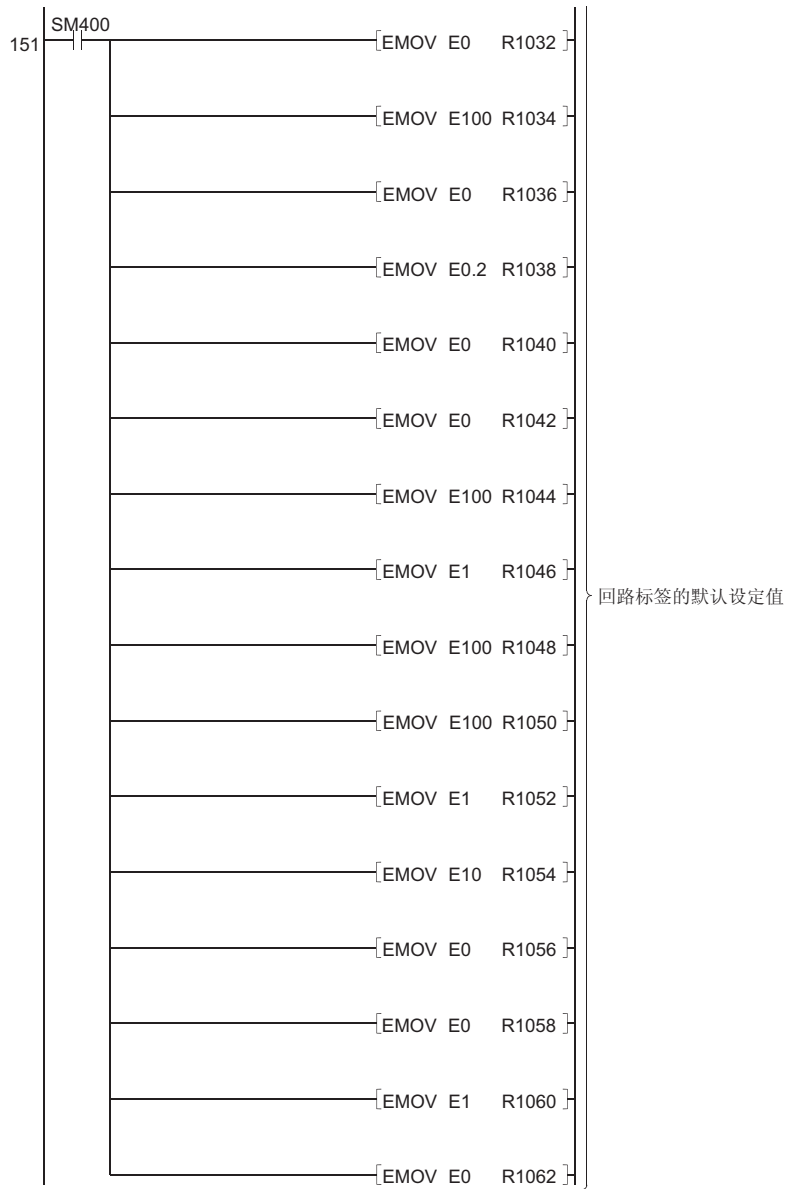 SM400
151 [EMOV E0 R1032]
[EMOV E100 R1034]
[EMOV E0 R1036]
[EMOV E0.2 R1038]
[EMOV E0 R1040]
[EMOV E0 R1042]
[EMOV E100 R1044]
[EMOV E1 R1046]
回路标签的默认设定值
[EMOV E100 R1048]
[EMOV E100 R1050]
[EMOV E1 R1052]
[EMOV E10 R1054]
[EMOV E0 R1056]
[EMOV E0 R1058]
[EMOV E1 R1060]
[EMOV E0 R1062]